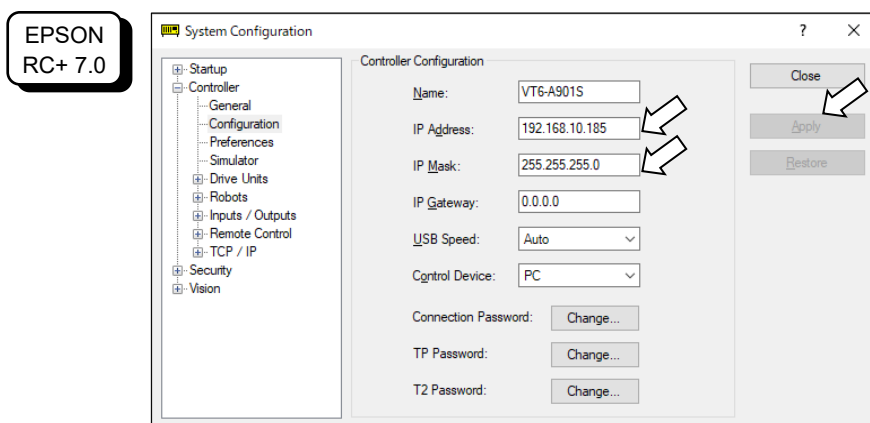 EPSON
RC+ 7.0
System Configuration
?
Startup
Controller
General
Configuration
Preferences
Simulator
Drive Units
Robots
Inputs / Outputs
Remote Control
TCP / IP
Security
Vision
Controller Configuration
Name: VT6-A901S
IP Address: 192.168.10.185
IP Mask: 255.255.255.0
IP Gateway: 0.0.0.0
USB Speed: Auto
Control Device: PC
Connection Password: Change...
TP Password: Change...
T2 Password: Change...
Close
Apply
Restore